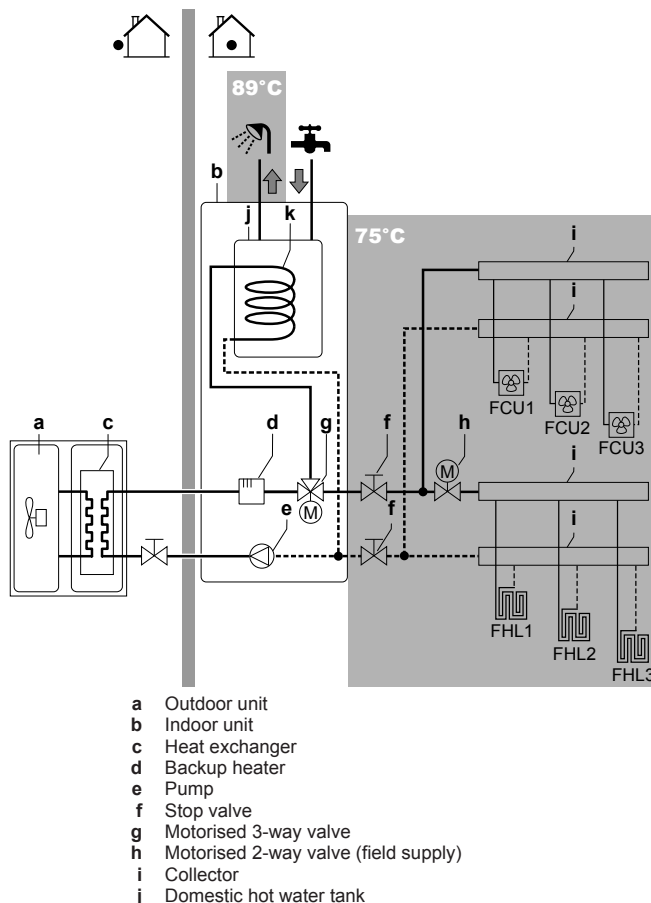 89°C
b
j
k
75°C
i
i
FCU1
FCU2
FCU3
a
c
d
g
f
h
M
i
M
e
f
i
FHL1
FHL2
FHL3
a Outdoor unit
b Indoor unit
c Heat exchanger
d Backup heater
e Pump
f Stop valve
g Motorised 3-way valve
h Motorised 2-way valve (field supply)
i Collector
j Domestic hot water tank